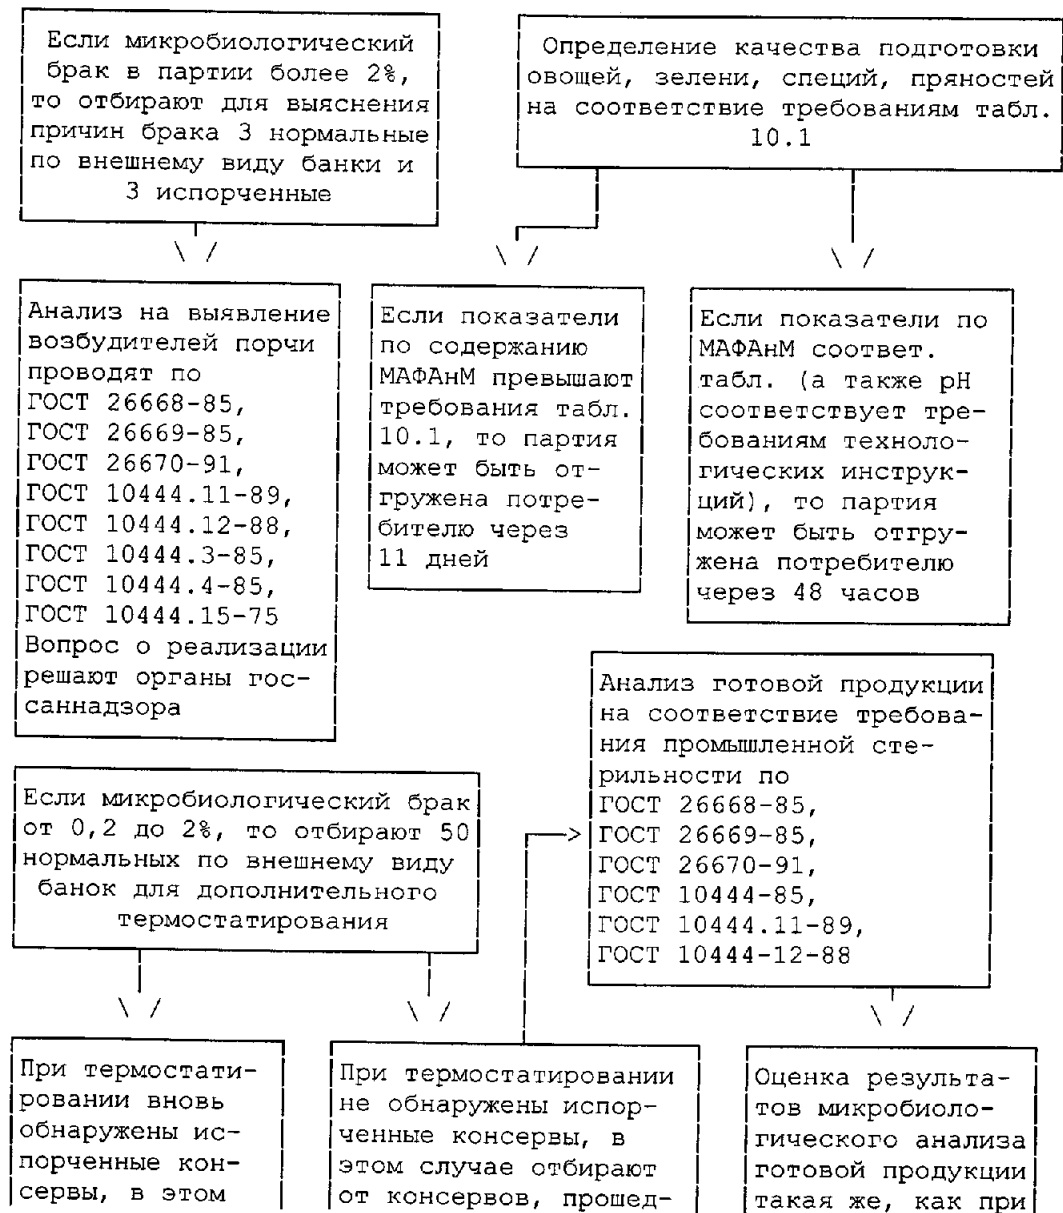 Если микробиологический
брак в партии более 2%,
то отбирают для выяснения
причин брака 3 нормальные
по внешнему виду банки и
3 испорченные
Определение качества подготовки
овощей, зелени, специй, пряностей
на соответствие требованиям табл.
10.1
Анализ на выявление
возбудителей порчи
проводят по
ГОСТ 26668-85,
ГОСТ 26669-85,
ГОСТ 26670-91,
ГОСТ 10444.11-89,
ГОСТ 10444.12-88,
ГОСТ 10444.3-85,
ГОСТ 10444.4-85,
ГОСТ 10444.15-75
Вопрос о реализации
решают органы гос-
саннадзора
Если показатели
по содержанию
МАФАнМ превышают
требования табл.
10.1, то партия
может быть от-
гружена потре-
бителю через
11 дней
Если показатели по
МАФАнМ соответ.
табл. (а также pH
соответствует тре-
бованиям техноло-
гических инструк-
ций), то партия
может быть отгру-
жена потребителю
через 48 часов
Анализ готовой продукции
на соответствие требова-
ния промышленной сте-
рильности по
ГОСТ 26668-85,
ГОСТ 26669-85,
ГОСТ 26670-91,
ГОСТ 10444-85,
ГОСТ 10444.11-89,
ГОСТ 10444-12-88
Если микробиологический брак
от 0,2 до 2%, то отбирают 50
нормальных по внешнему виду
банок для дополнительного
термостатирования
При термостати-
ровании вновь
обнаружены ис-
порченные кон-
сервы, в этом
При термостатировании
не обнаружены испор-
ченные консервы, в
этом случае отбирают
от консервов, прошед-
Оценка результа-
тов микробиоло-
гического анализа
готовой продукции
такая же, как при